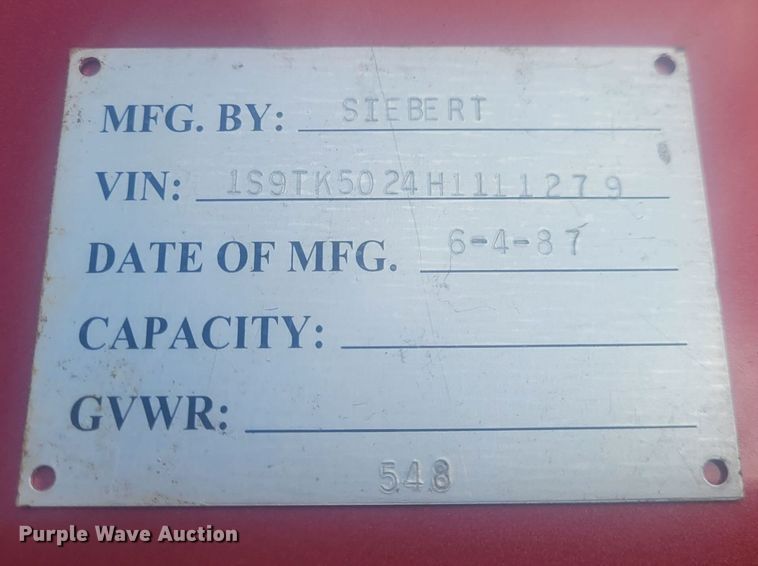 MFG. BY: SIEBERT
VIN: 1S9TK5024H1111279
DATE OF MFG. 6-4-87
CAPACITY:
GVWR:
548
Purple Wave Auction